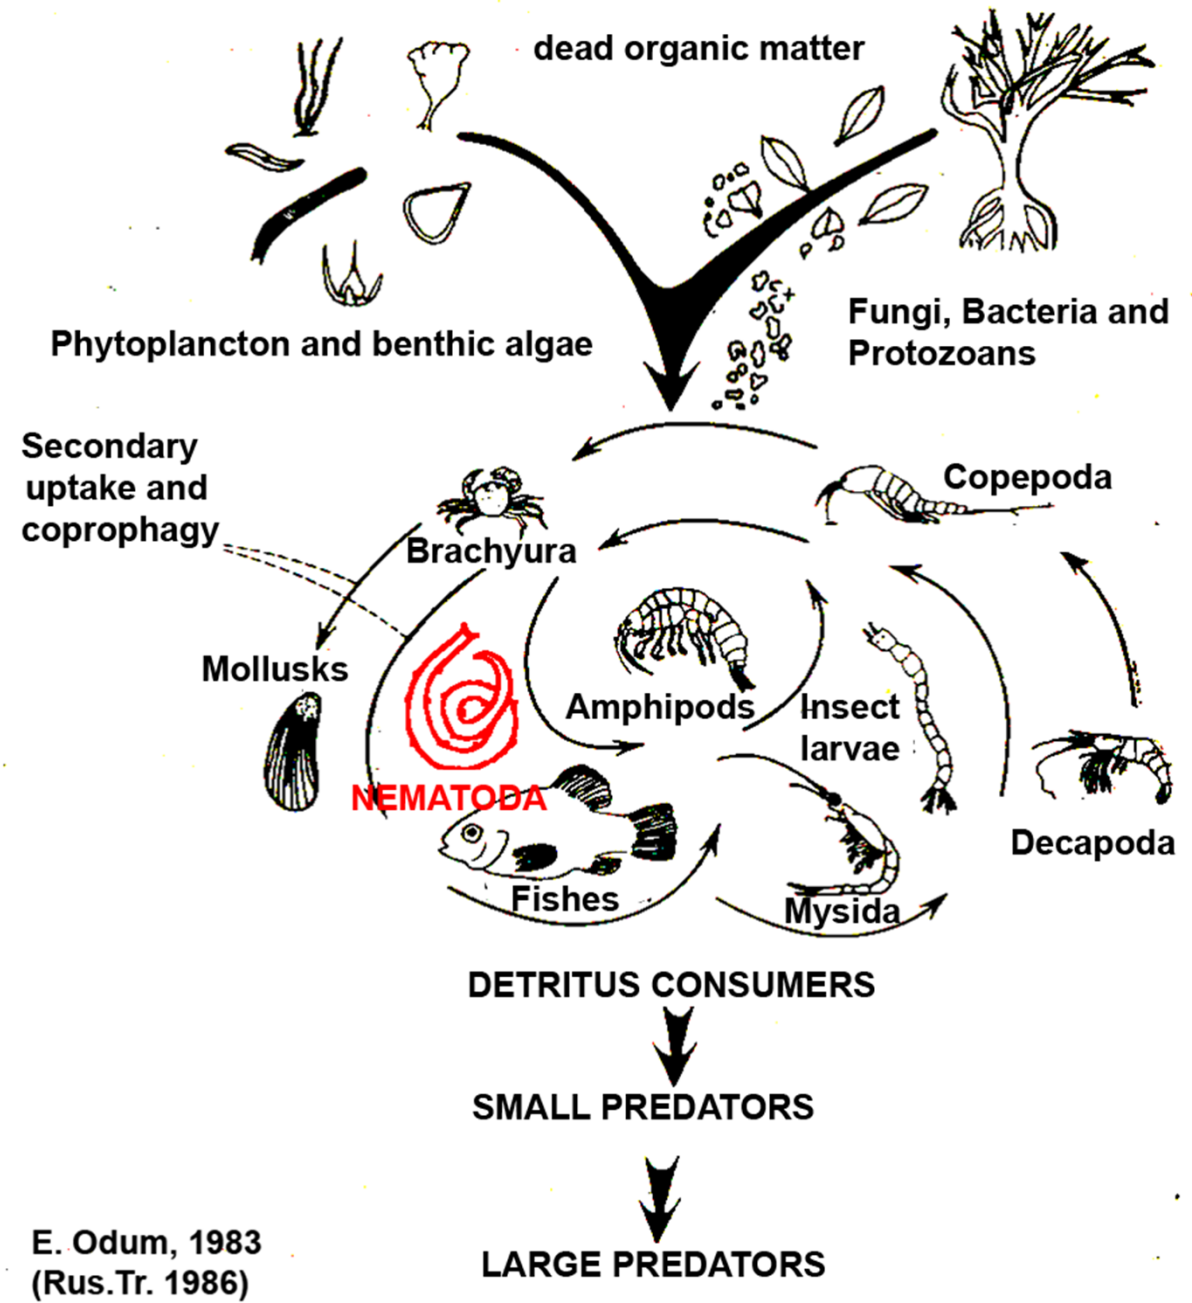 dead organic matter
Phytoplancton and benthic algae
Fungi, Bacteria and
Protozoans
Secondary
uptake and
coprophagy
Copepoda
Brachyura
Mollusks
Amphipods
Insect
larvae
NEMATODA
Decapoda
Fishes
Mysida
DETRITUS CONSUMERS
SMALL PREDATORS
LARGE PREDATORS
E. Odum, 1983
(Rus.Tr. 1986)